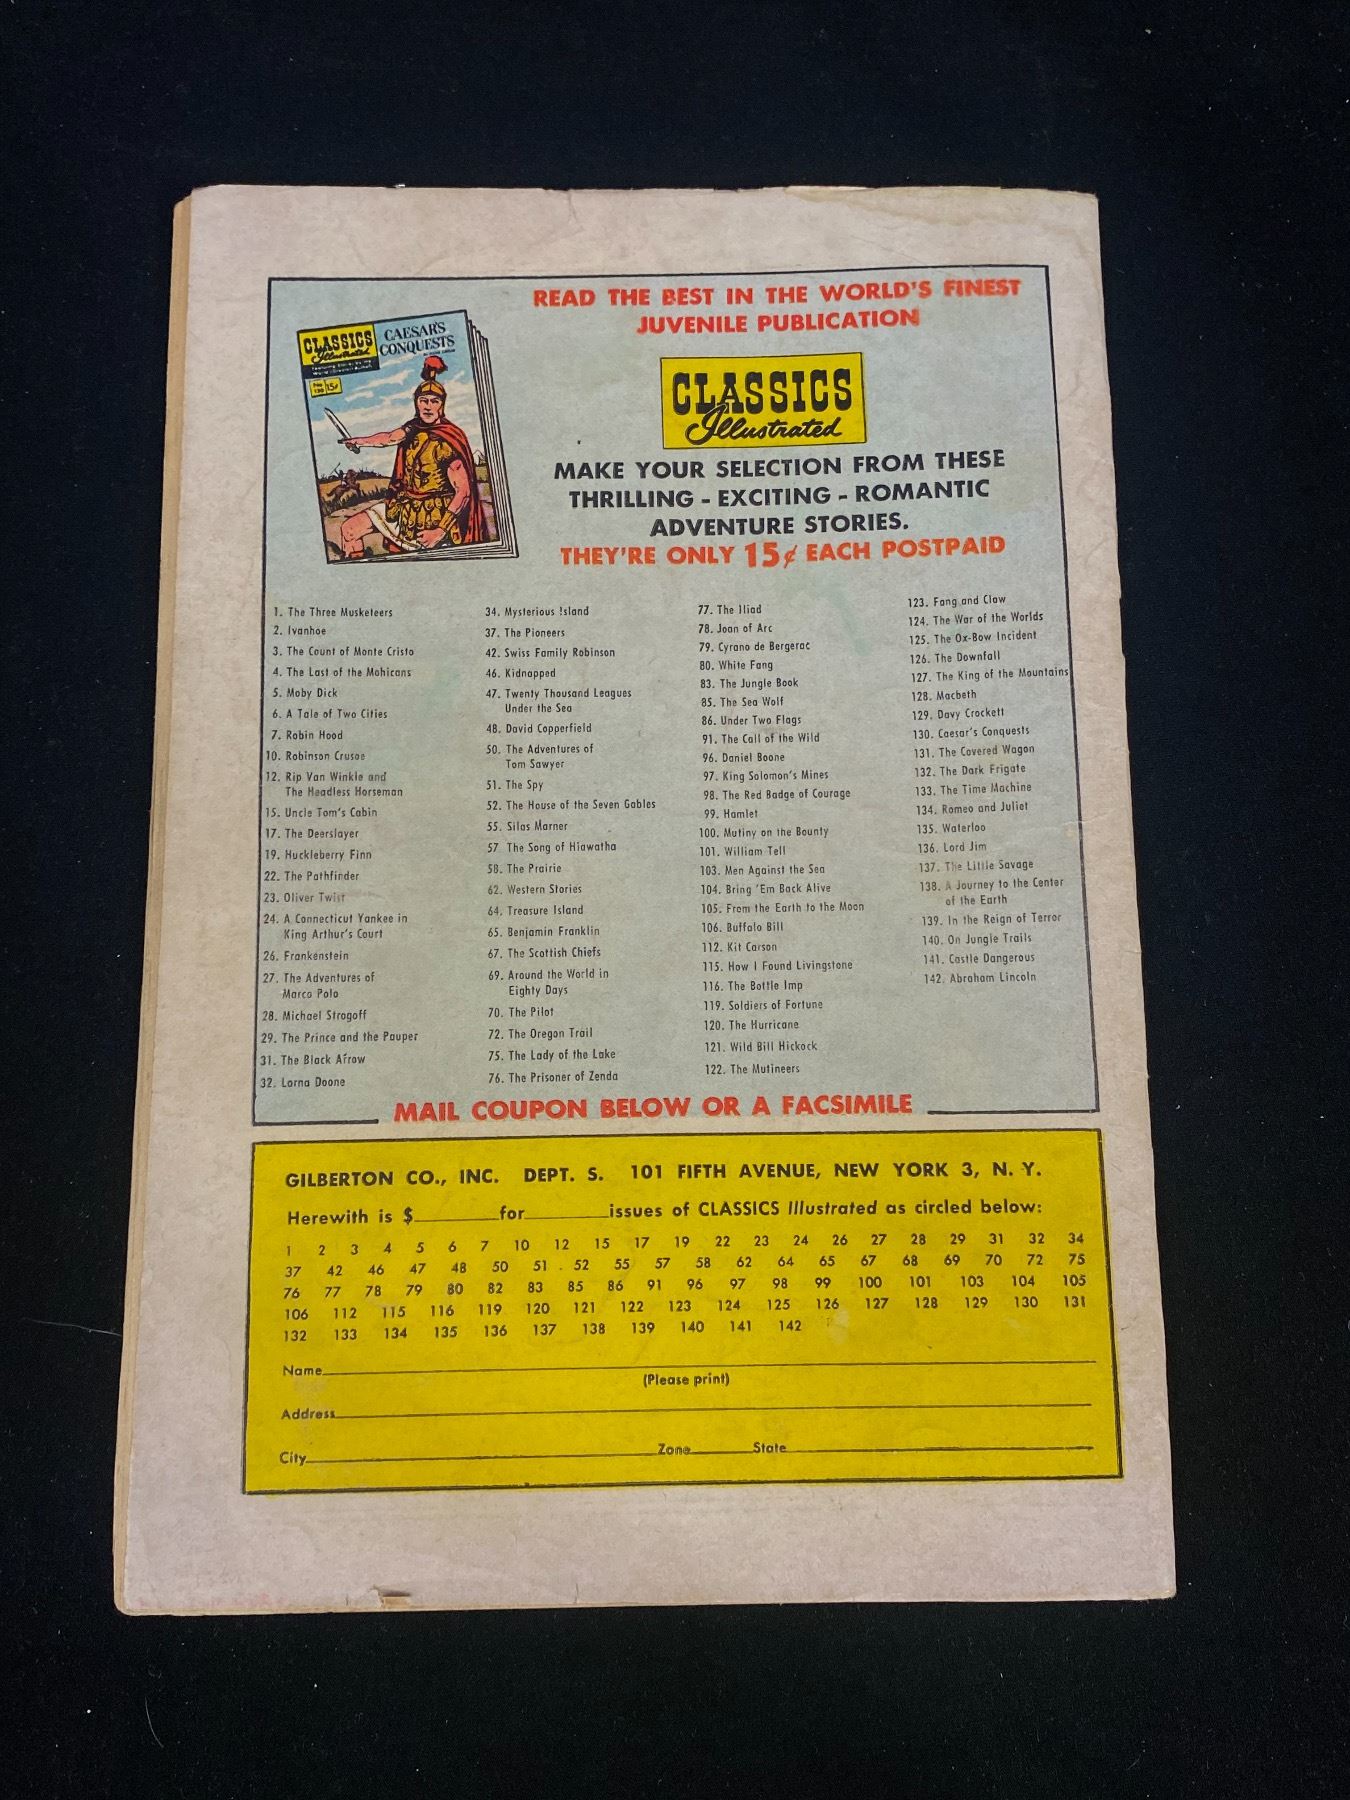 CLASSICS
Illustrated
CAESAR'S
CONQUESTS
No
130
15¢
READ THE BEST IN THE WORLD'S FINEST
JUVENILE PUBLICATION
CLASSICS
Illustrated
MAKE YOUR SELECTION FROM THESE
THRILLING - EXCITING - ROMANTIC
ADVENTURE STORIES.
THEY'RE ONLY 15¢ EACH POSTPAID
1. The Three Musketeers
2. Ivanhoe
3. The Count of Monte Cristo
4. The Last of the Mohicans
5. Moby Dick
6. A Tale of Two Cities
7. Robin Hood
10. Robinson Crusoe
12. Rip Van Winkle and
The Headless Horseman
15. Uncle Tom's Cabin
17. The Deerslayer
19. Huckleberry Finn
22. The Pathfinder
23. Oliver Twist
24. A Connecticut Yankee in
King Arthur's Court
26. Frankenstein
27. The Adventures of
Marco Polo
28. Michael Strogoff
29. The Prince and the Pauper
31. The Black Arrow
32. Lorna Doone
34. Mysterious Island
37. The Pioneers
42. Swiss Family Robinson
46. Kidnapped
47. Twenty Thousand Leagues
Under the Sea
48. David Copperfield
50. The Adventures of
Tom Sawyer
51. The Spy
52. The House of the Seven Gables
55. Silas Marner
57 The Song of Hiawatha
58. The Prairie
62. Western Stories
64. Treasure Island
65. Benjamin Franklin
67. The Scottish Chiefs
69. Around the World in
Eighty Days
70. The Pilot
72. The Oregon Trail
75. The Lady of the Lake
76. The Prisoner of Zenda
77. The Iliad
78. Joan of Arc
79. Cyrano de Bergerac
80. White Fang
83. The Jungle Book
85. The Sea Wolf
86. Under Two Flags
91. The Call of the Wild
96. Daniel Boone
97. King Solomon's Mines
98. The Red Badge of Courage
99. Hamlet
100. Mutiny on the Bounty
101. William Tell
103. Men Against the Sea
104. Bring 'Em Back Alive
105. From the Earth to the Moon
106. Buffalo Bill
112. Kit Carson
115. How I Found Livingstone
116. The Bottle Imp
119. Soldiers of Fortune
120. The Hurricane
121. Wild Bill Hickock
122. The Mutineers
123. Fang and Claw
124. The War of the Worlds
125. The Ox-Bow Incident
126. The Downfall
127. The King of the Mountains
128. Macbeth
129. Davy Crockett
130. Caesar's Conquests
131. The Covered Wagon
132. The Dark Frigate
133. The Time Machine
134. Romeo and Juliet
135. Waterloo
136. Lord Jim
137. The Little Savage
138. A Journey to the Center
of the Earth
139. In the Reign of Terror
140. On Jungle Trails
141. Castle Dangerous
142. Abraham Lincoln
MAIL COUPON BELOW OR A FACSIMILE
GILBERTON CO., INC. DEPT. S. 101 FIFTH AVENUE, NEW YORK 3, N. Y.
Herewith is $ for issues of CLASSICS Illustrated as circled below:
1 2 3 4 5 6 7 10 12 15 17 19 22 23 24 26 27 28 29 31 32 34
37 42 46 47 48 50 51 52 55 57 58 62 64 65 67 68 69 70 72 75
76 77 78 79 80 82 83 85 86 91 96 97 98 99 100 101 103 104 105
106 112 115 116 119 120 121 122 123 124 125 126 127 128 129 130 131
132 133 134 135 136 137 138 139 140 141 142
Name
(Please print)
Address
City Zone State